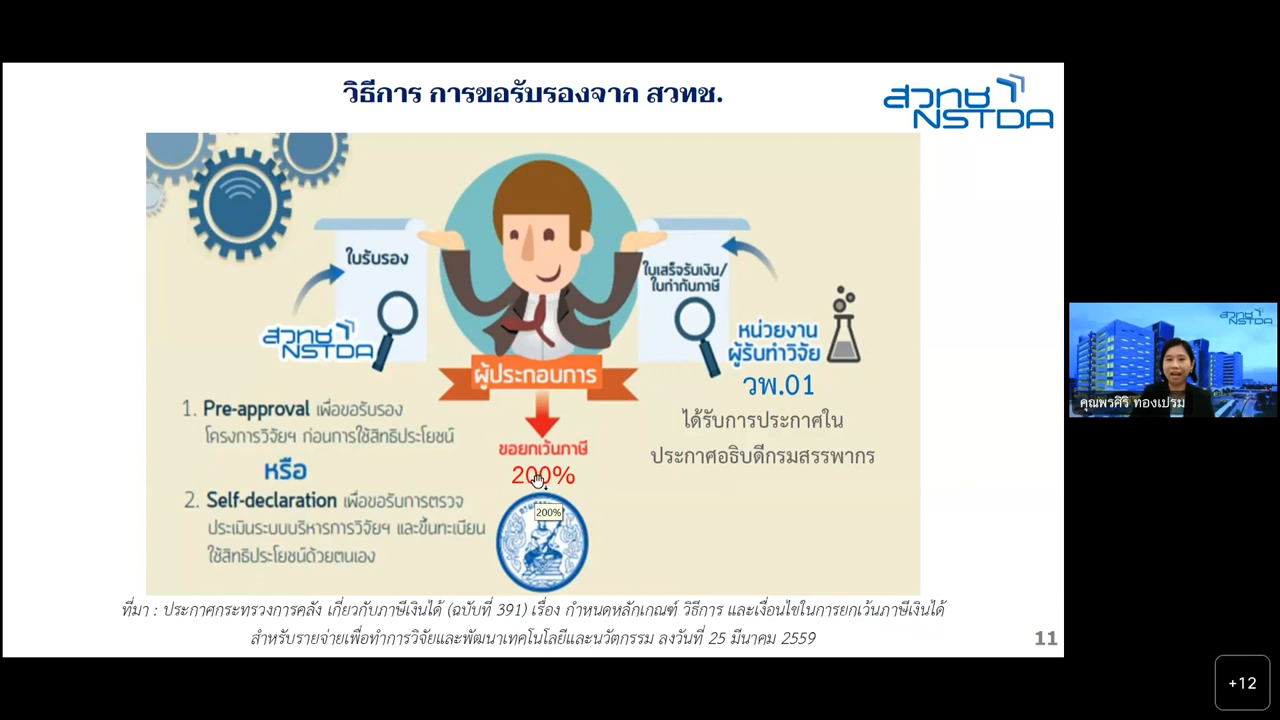 วิธีการ การขอรับรองจาก สวทช.
สวทช
NSTDA
ใบรับรอง
สวทช
NSTDA
ใบเสร็จรับเงิน/
ใบกำกับภาษี
หน่วยงาน
ผู้รับทำวิจัย
วพ.01
ได้รับการประกาศใน
ประกาศอธิบดีกรมสรรพากร
ผู้ประกอบการ
ขอยกเว้นภาษี
200%
200%
1. Pre-approval เพื่อขอรับรอง
โครงการวิจัยฯ ก่อนการใช้สิทธิประโยชน์
หรือ
2. Self-declaration เพื่อขอรับการตรวจ
ประเมินระบบบริหารการวิจัยฯ และขึ้นทะเบียน
ใช้สิทธิประโยชน์ด้วยตนเอง
ที่มา : ประกาศกระทรวงการคลัง เกี่ยวกับภาษีเงินได้ (ฉบับที่ 391) เรื่อง กำหนดหลักเกณฑ์ วิธีการ และเงื่อนไขในการยกเว้นภาษีเงินได้
สำหรับรายจ่ายเพื่อทำการวิจัยและพัฒนาเทคโนโลยีและนวัตกรรม ลงวันที่ 25 มีนาคม 2559
11
สวทช
NSTDA
คุณพรศิริ ทองเปรม
+12